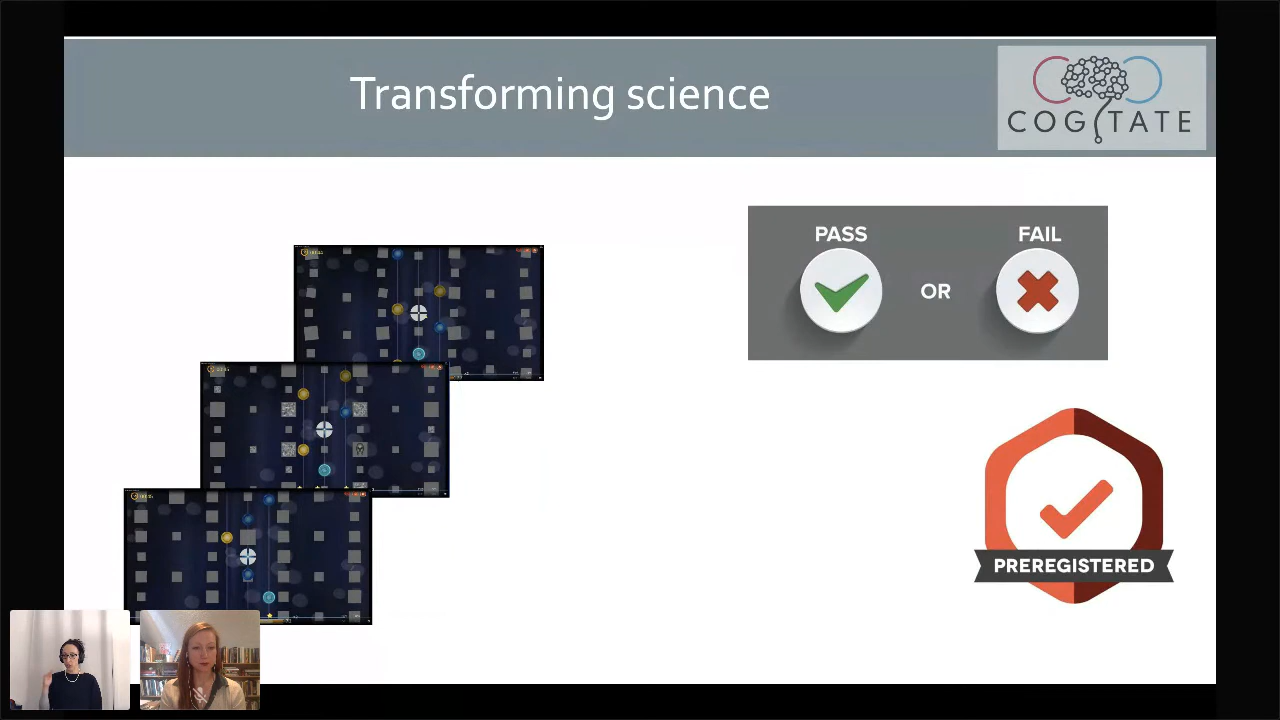 Transforming science
COGITATE
PASS
OR
FAIL
PREREGISTERED